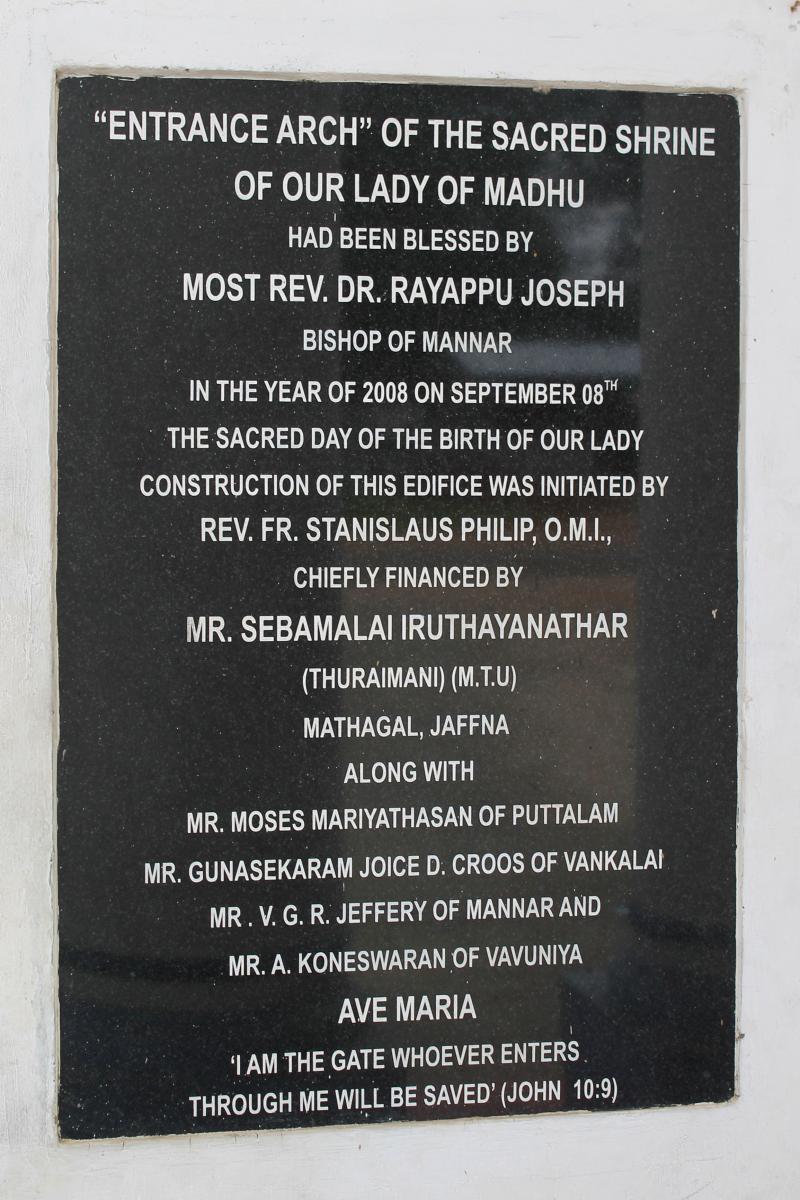 “ENTRANCE ARCH” OF THE SACRED SHRINE
OF OUR LADY OF MADHU
HAD BEEN BLESSED BY
MOST REV. DR. RAYAPPU JOSEPH
BISHOP OF MANNAR
IN THE YEAR OF 2008 ON SEPTEMBER 08TH
THE SACRED DAY OF THE BIRTH OF OUR LADY
CONSTRUCTION OF THIS EDIFICE WAS INITIATED BY
REV. FR. STANISLAUS PHILIP, O.M.I.,
CHIEFLY FINANCED BY
MR. SEBAMALAI IRUTHAYANATHAR
(THURAIMANI) (M.T.U)
MATHAGAL, JAFFNA
ALONG WITH
MR. MOSES MARIYATHASAN OF PUTTALAM
MR. GUNASEKARAM JOICE D. CROOS OF VANKALAI
MR . V. G. R. JEFFERY OF MANNAR AND
MR. A. KONESWARAN OF VAVUNIYA
AVE MARIA
‘I AM THE GATE WHOEVER ENTERS
THROUGH ME WILL BE SAVED’ (JOHN 10:9)